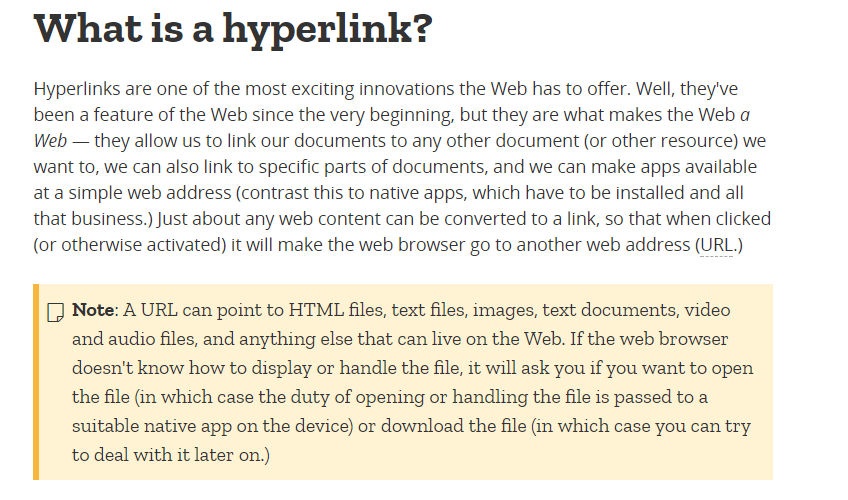 What is a hyperlink?
Hyperlinks are one of the most exciting innovations the Web has to offer. Well, they've
been a feature of the Web since the very beginning, but they are what makes the Web a
Web — they allow us to link our documents to any other document (or other resource) we
want to, we can also link to specific parts of documents, and we can make apps available
at a simple web address (contrast this to native apps, which have to be installed and all
that business.) Just about any web content can be converted to a link, so that when clicked
(or otherwise activated) it will make the web browser go to another web address (URL.)
Note: A URL can point to HTML files, text files, images, text documents, video
and audio files, and anything else that can live on the Web. If the web browser
doesn't know how to display or handle the file, it will ask you if you want to open
the file (in which case the duty of opening or handling the file is passed to a
suitable native app on the device) or download the file (in which case you can try
to deal with it later on.)